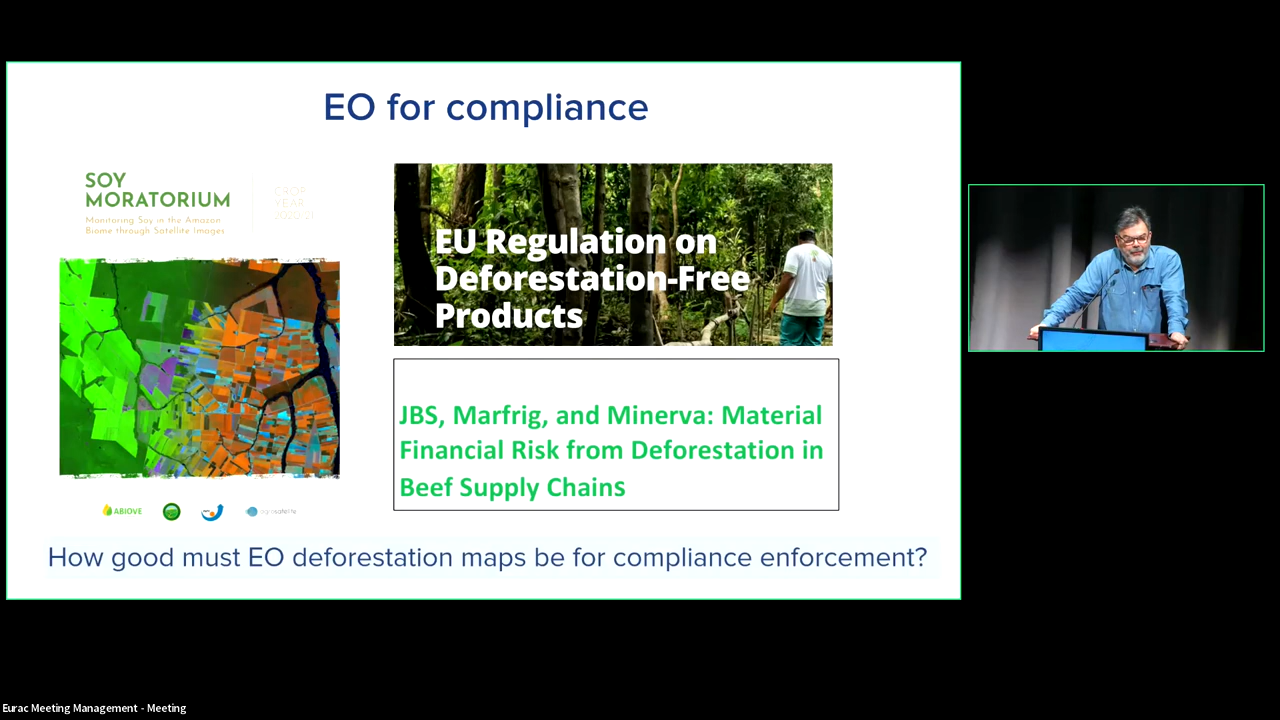 EO for compliance
SOY
MORATORIUM
Monitoring Soy in the Amazon
Biome through Satellite Images
CROP
YEAR
2020/21
EU Regulation on
Deforestation-Free
Products
JBS, Marfrig, and Minerva: Material
Financial Risk from Deforestation in
Beef Supply Chains
ABIOVE
How good must EO deforestation maps be for compliance enforcement?
Eurac Meeting Management - Meeting